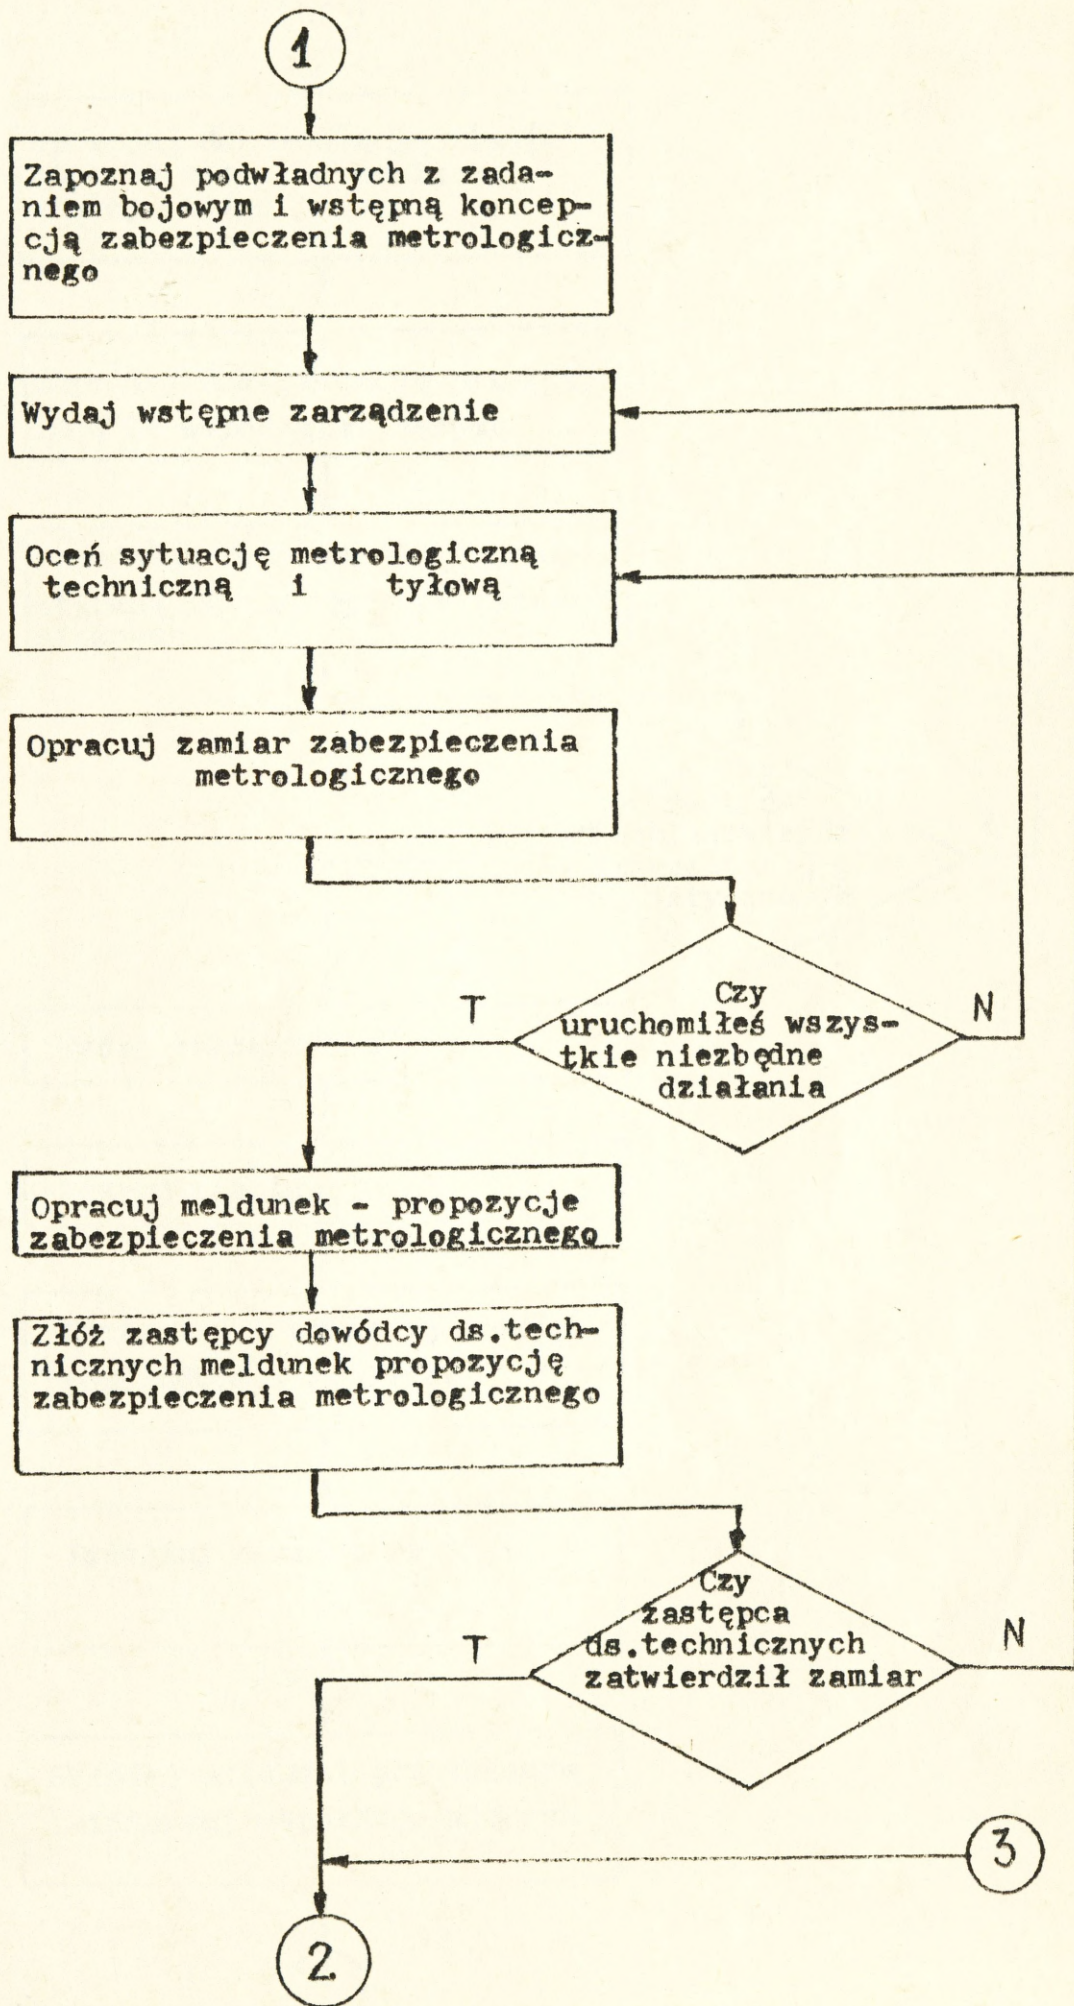 1
Zapoznaj podwładnych z zada-
niem bojowym i wstępną koncep-
cją zabezpieczenia metrologicz-
nego
Wydaj wstępne zarządzenie
Oceń sytuację metrologiczną
techniczną i tyłową
Opracuj zamiar zabezpieczenia
metrologicznego
T
Czy
uruchomiłeś wszys-
tkie niezbędne
działania
N
Opracuj meldunek - propozycje
zabezpieczenia metrologicznego
Złóż zastępcy dowódcy ds.tech-
nicznych meldunek propozycję
zabezpieczenia metrologicznego
T
Czy
zastępca
ds.technicznych
zatwierdził zamiar
N
3
2.